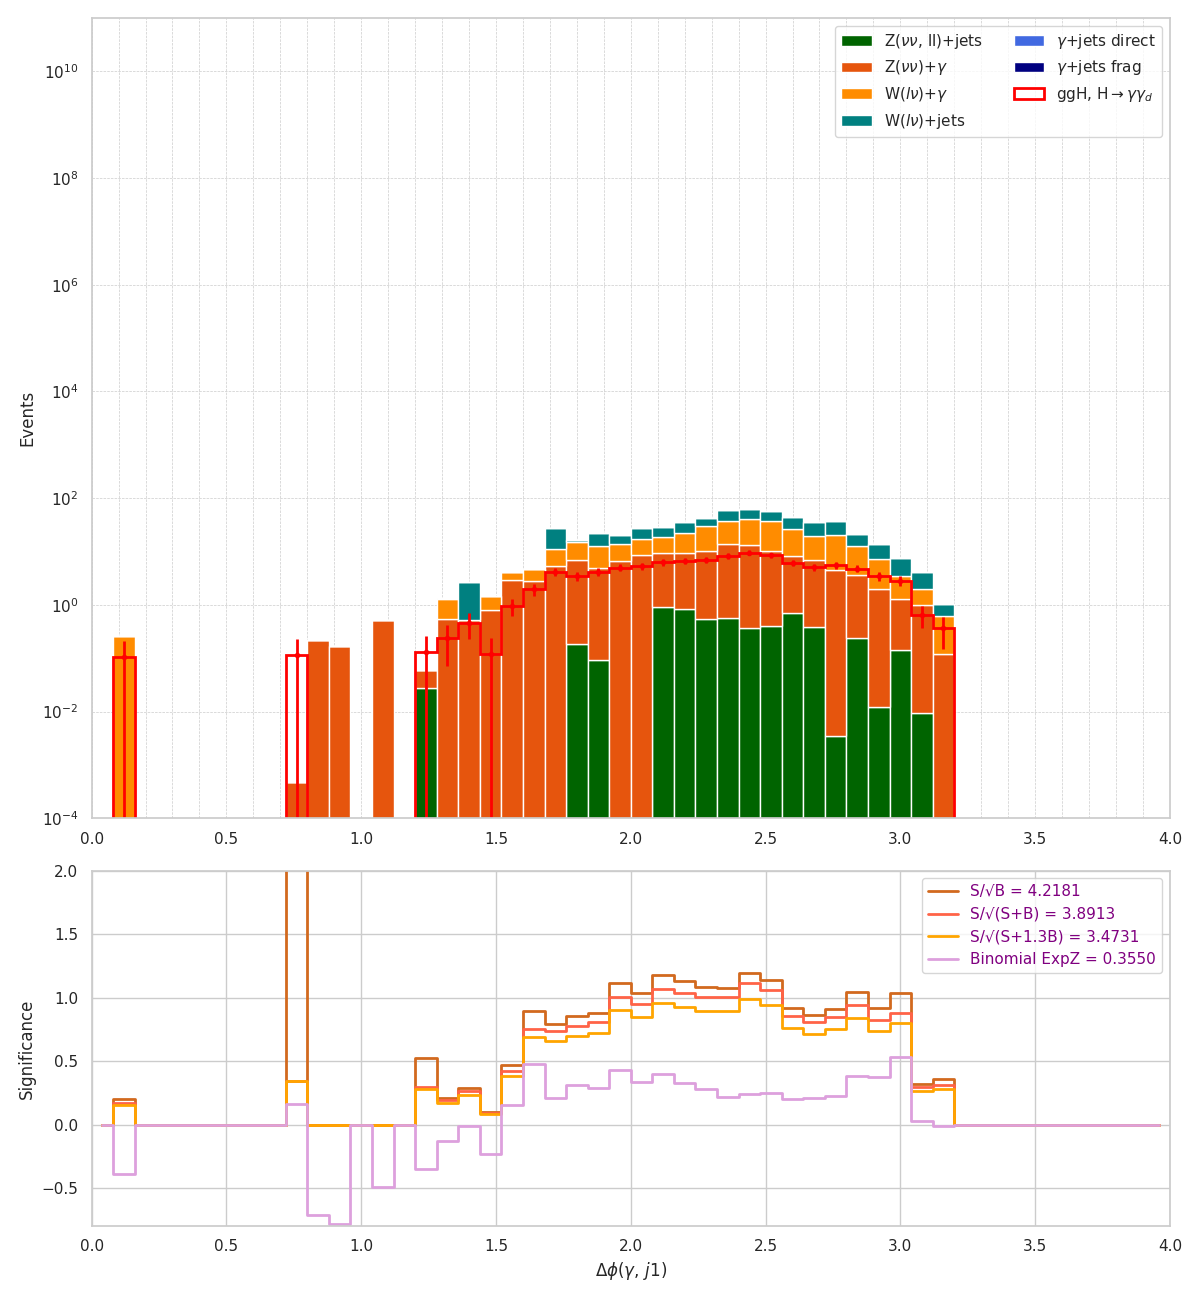 Z(νν, ll)+jets
Z(νν)+γ
W(lν)+γ
W(lν)+jets
γ+jets direct
γ+jets frag
ggH, H→γγ_d
10^10
10^8
10^6
10^4
10^2
10^0
10^−2
10^−4
Events
0.0 0.5 1.0 1.5 2.0 2.5 3.0 3.5 4.0
S/√B = 4.2181
S/√(S+B) = 3.8913
S/√(S+1.3B) = 3.4731
Binomial ExpZ = 0.3550
2.0
1.5
1.0
0.5
0.0
−0.5
Significance
0.0 0.5 1.0 1.5 2.0 2.5 3.0 3.5 4.0
Δϕ(γ, j1)